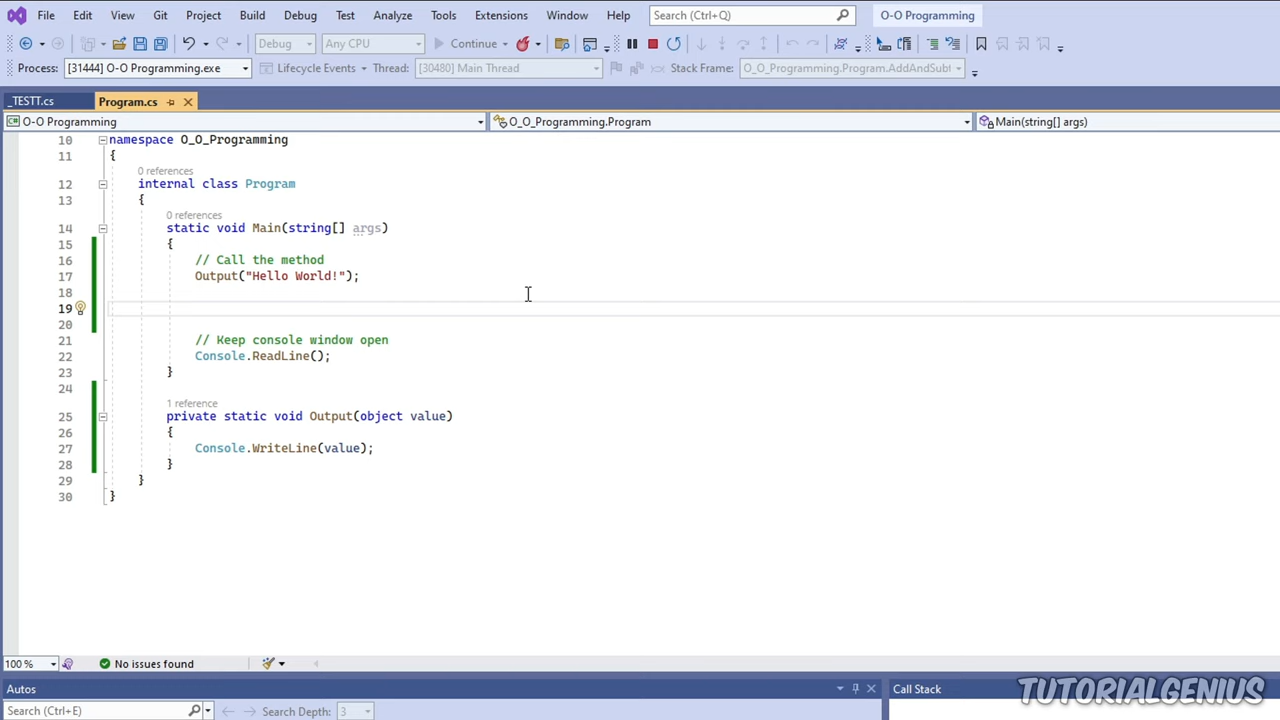 File Edit View Git Project Build Debug Test Analyze Tools Extensions Window Help Search (Ctrl+Q) O-O Programming
Debug Any CPU Continue
Process: [31444] O-O Programming.exe Lifecycle Events Thread: [30480] Main Thread Stack Frame: O_O_Programming.Program.AddAndSubt
_TESTT.cs Program.cs
O-O Programming O_O_Programming.Program Main(string[] args)
10 namespace O_O_Programming
11 {
0 references
12 internal class Program
13 {
0 references
14 static void Main(string[] args)
15 {
16 // Call the method
17 Output("Hello World!");
18
19
20
21 // Keep console window open
22 Console.ReadLine();
23 }
24
1 reference
25 private static void Output(object value)
26 {
27 Console.WriteLine(value);
28 }
29 }
30 }
100 % No issues found
Autos Call Stack
Search (Ctrl+E) Search Depth: 3
TUTORIALGENIUS